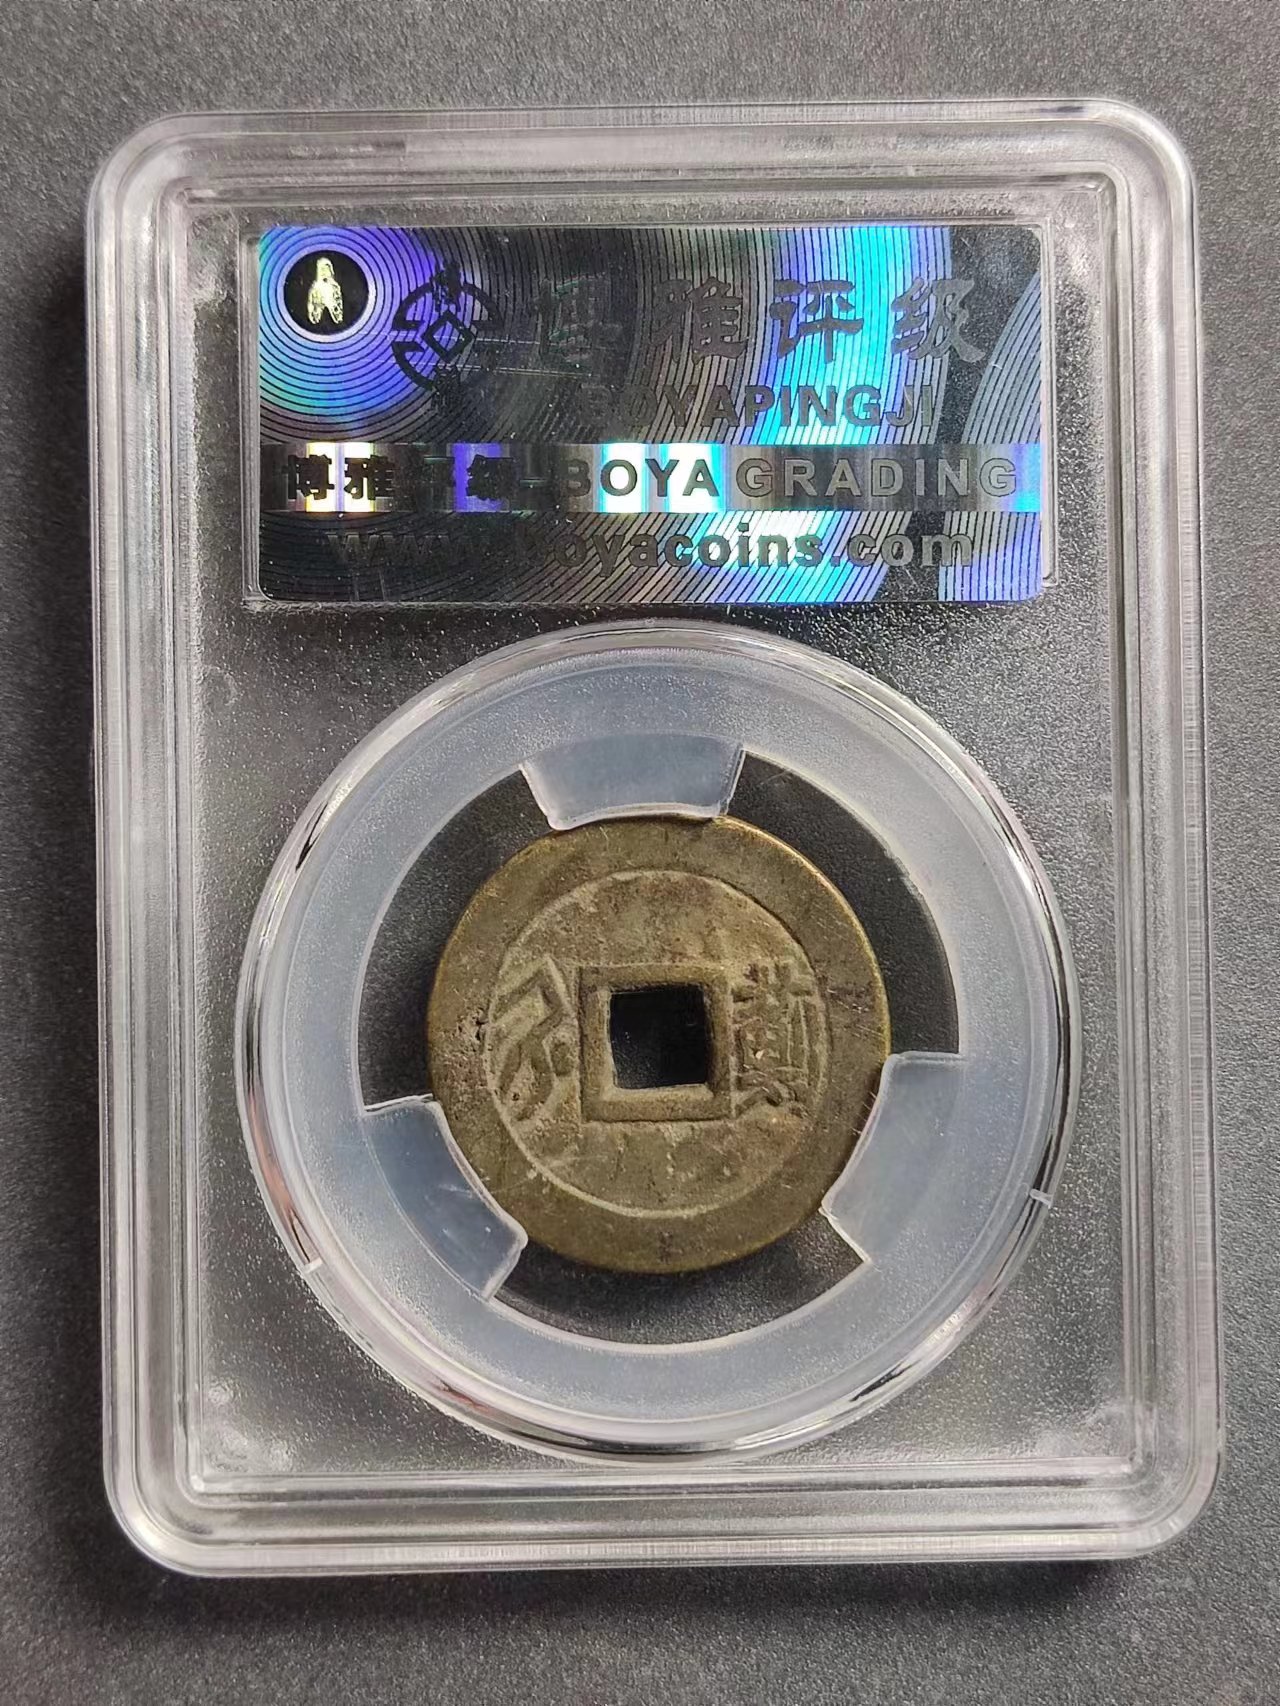 博雅评级
BOYAPINGJI
博雅评级-BOYA GRADING
www.boyacoins.com